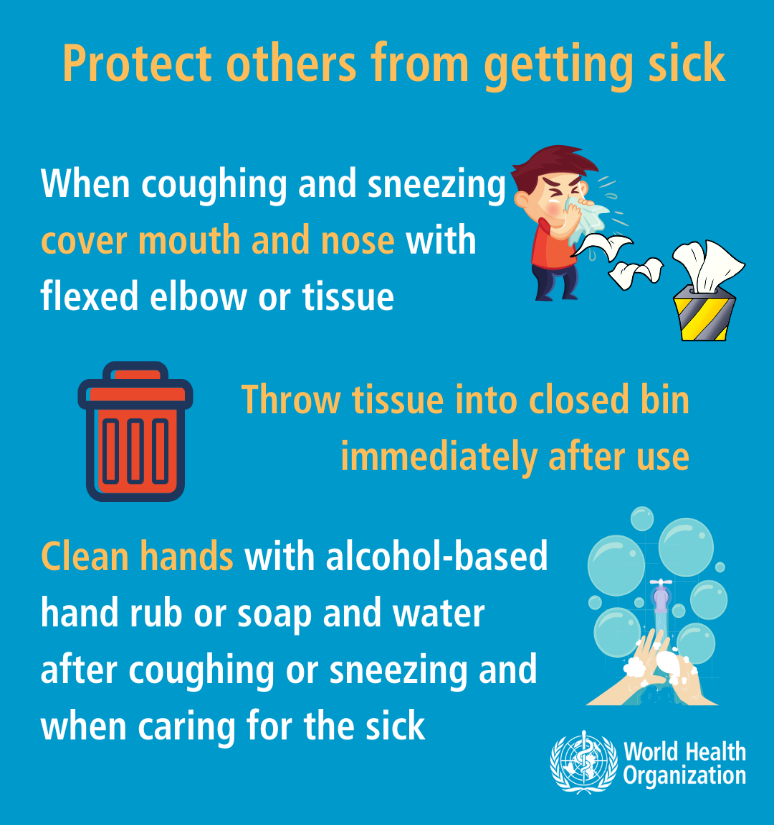 Protect others from getting sick
When coughing and sneezing
cover mouth and nose with
flexed elbow or tissue
Throw tissue into closed bin
immediately after use
Clean hands with alcohol-based
hand rub or soap and water
after coughing or sneezing and
when caring for the sick
World Health
Organization